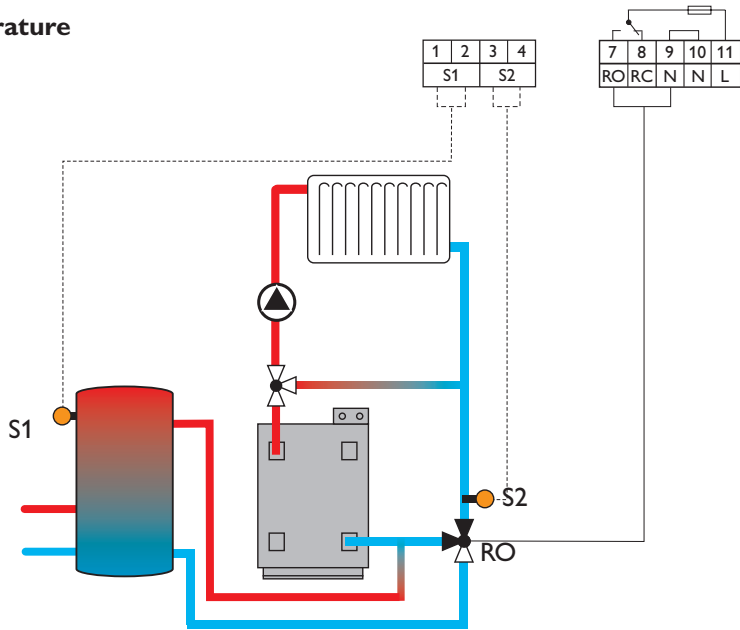 rature
1 2 3 4
S1 S2
7 8 9 10 11
RO RC N N L
S1
S2
RO